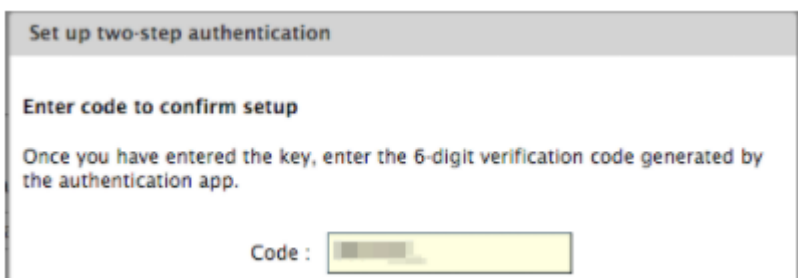 Set up two-step authentication
Enter code to confirm setup
Once you have entered the key, enter the 6-digit verification code generated by
the authentication app.
Code :